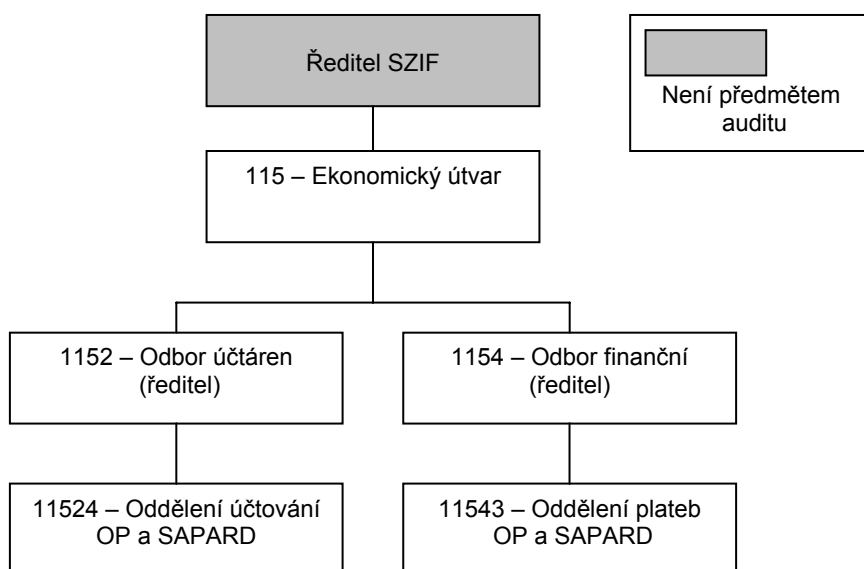 Ředitel SZIF
Není předmětem
auditu
115 – Ekonomický útvar
1152 – Odbor účtáren
(ředitel)
1154 – Odbor finanční
(ředitel)
11524 – Oddělení účtování
OP a SAPARD
11543 – Oddělení plateb
OP a SAPARD